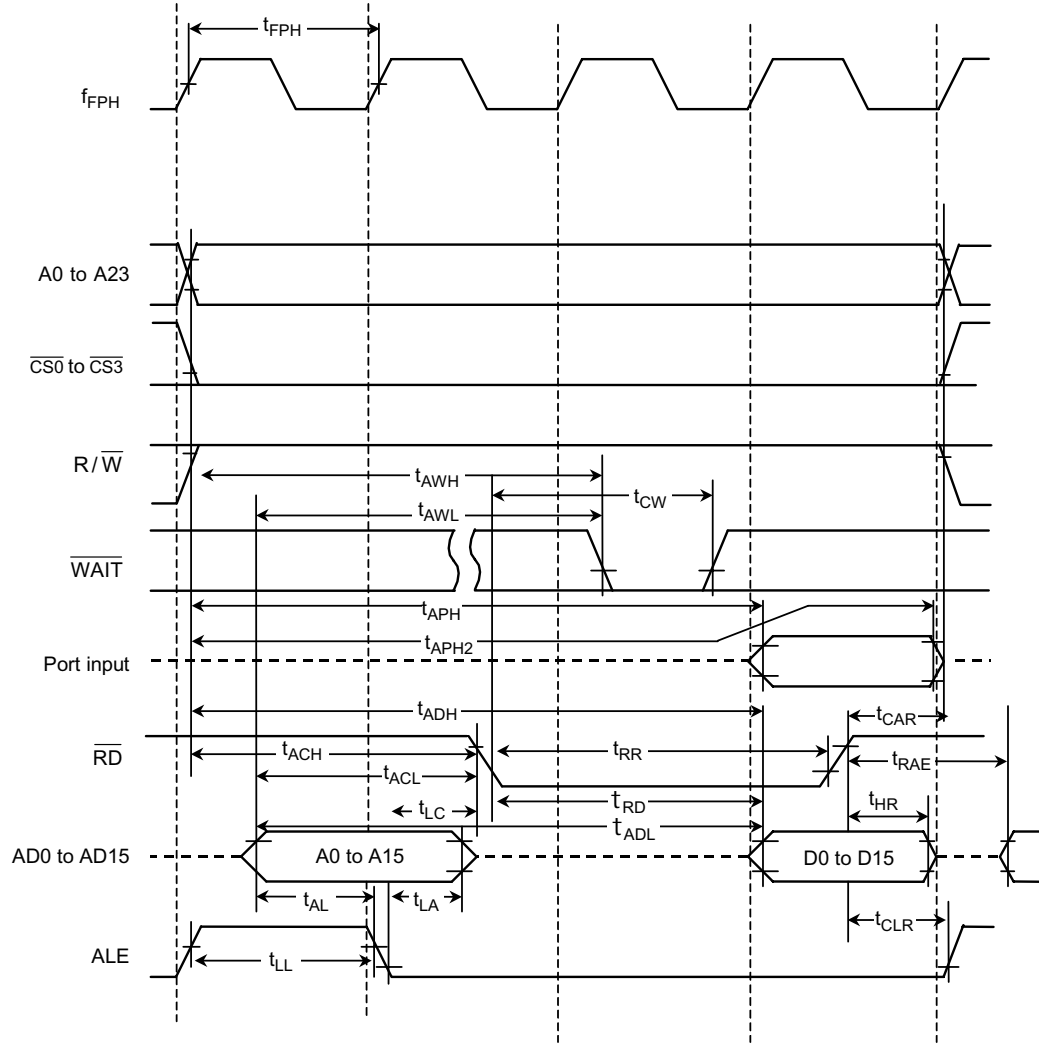 tFPH
fFPH
A0 to A23
CS0 to CS3
R / W
tAWH
tCW
tAWL
WAIT
tAPH
tAPH2
Port input
tADH
tCAR
RD
tACH
tRR
tRAE
tACL
tLC
tRD
tHR
tADL
AD0 to AD15
A0 to A15
D0 to D15
tAL
tLA
tCLR
ALE
tLL